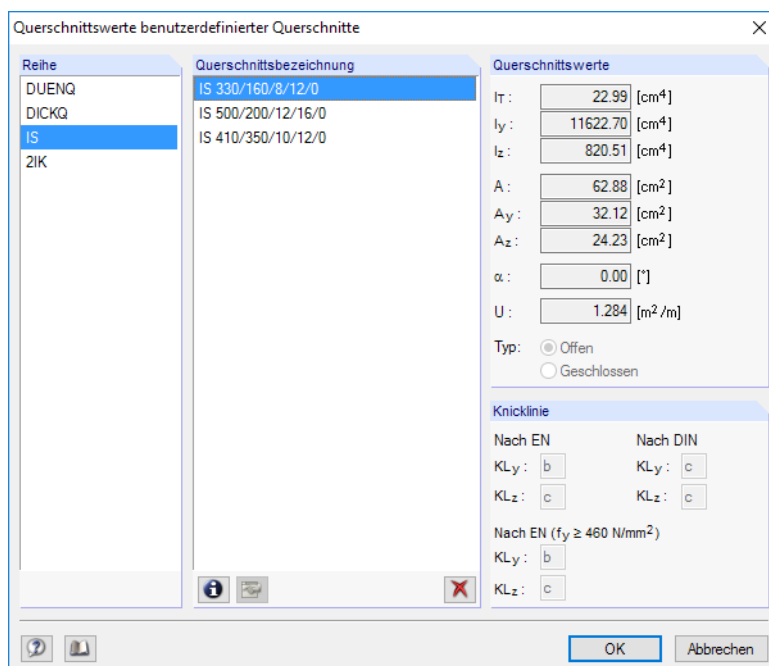 Querschnittswerte benutzerdefinierter Querschnitte
Reihe
DUENQ
DICKQ
IS
2IK
Querschnittsbezeichnung
IS 330/160/8/12/0
IS 500/200/12/16/0
IS 410/350/10/12/0
Querschnittswerte
IT : 22.99 [cm4]
Iy : 11622.70 [cm4]
Iz : 820.51 [cm4]
A : 62.88 [cm2]
Ay : 32.12 [cm2]
Az : 24.23 [cm2]
α : 0.00 [°]
U : 1.284 [m2/m]
Typ: Offen
Geschlossen
Knicklinie
Nach EN Nach DIN
KLy : b KLy : c
KLz : c KLz : c
Nach EN (fy ≥ 460 N/mm2)
KLy : b
KLz : c
OK Abbrechen